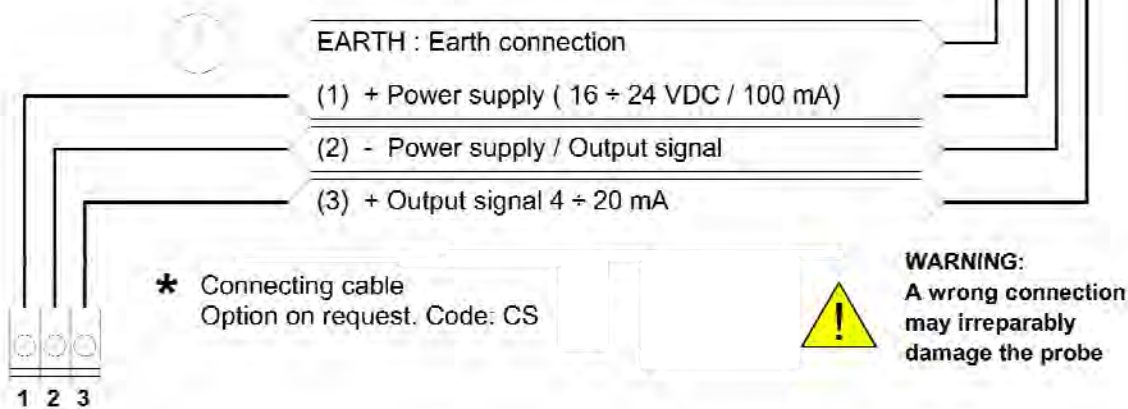 EARTH : Earth connection
(1) + Power supply ( 16 ÷ 24 VDC / 100 mA)
(2) - Power supply / Output signal
(3) + Output signal 4 ÷ 20 mA
* Connecting cable
Option on request. Code: CS
WARNING:
A wrong connection
may irreparably
damage the probe
1 2 3